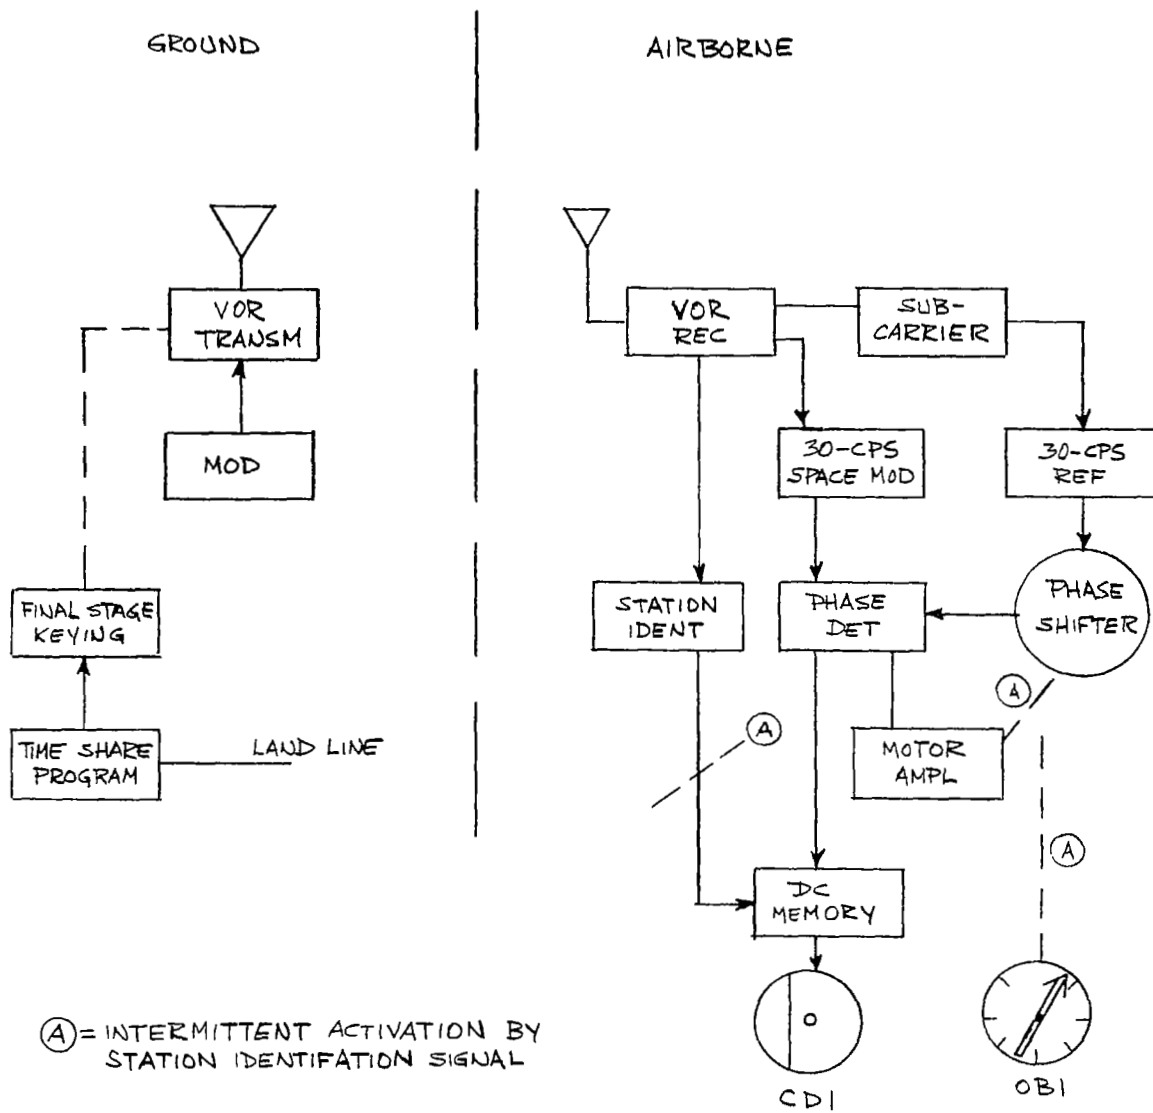 GROUND
AIRBORNE
VOR
TRANSM
MOD
FINAL STAGE
KEYING
TIME SHARE
PROGRAM
LAND LINE
VOR
REC
SUB-
CARRIER
30-CPS
SPACE MOD
30-CPS
REF
STATION
IDENT
PHASE
DET
PHASE
SHIFTER
A
A
MOTOR
AMPL
A
DC
MEMORY
CDI
OBI
A = INTERMITTENT ACTIVATION BY
STATION IDENTIFATION SIGNAL